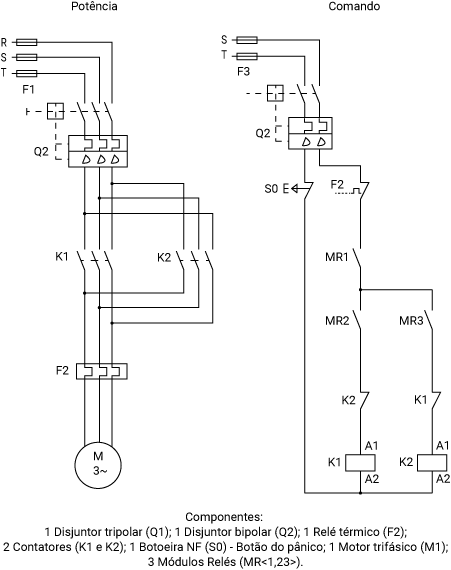 Potência
Comando
R
S
T
F1
Q2
K1
K2
F2
M
3~
S
T
F3
Q2
S0 E
F2
MR1
MR2
MR3
K2
K1
K1
A1
A2
K2
A1
A2
Componentes:
1 Disjuntor tripolar (Q1); 1 Disjuntor bipolar (Q2); 1 Relé térmico (F2);
2 Contatores (K1 e K2); 1 Botoeira NF (S0) - Botão do pânico; 1 Motor trifásico (M1);
3 Módulos Relés (MR<1,23>).